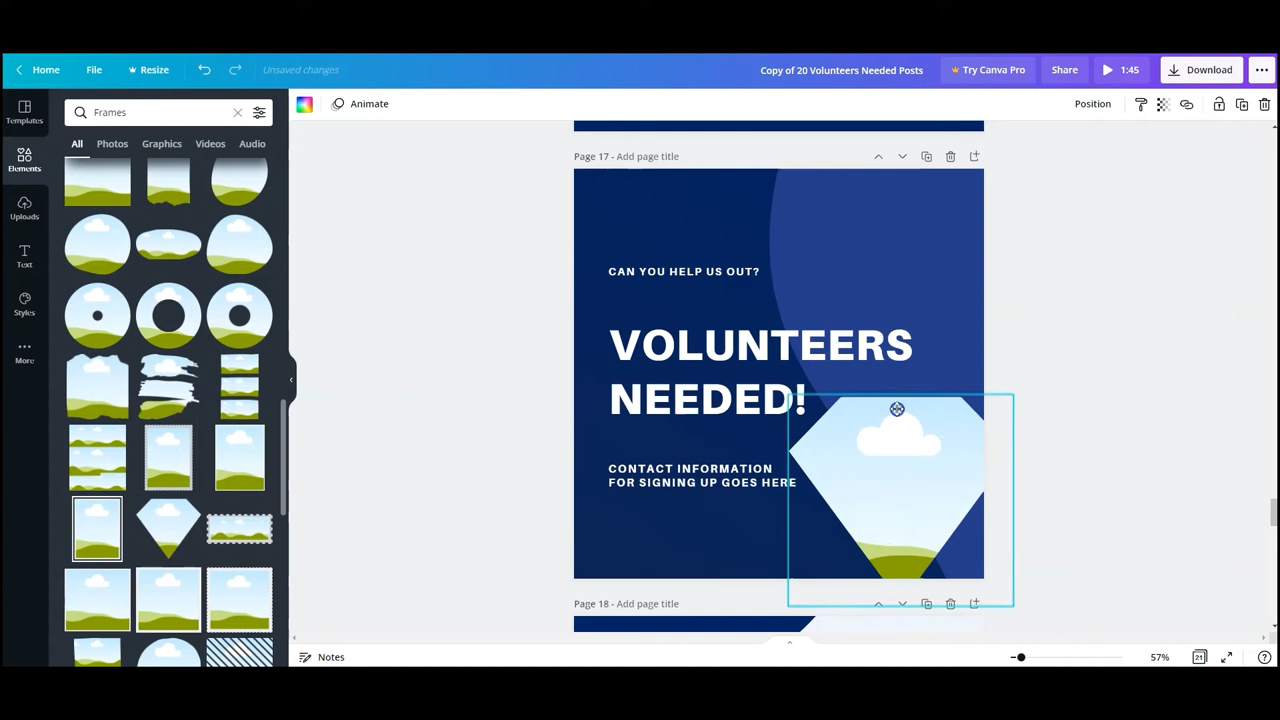 Home
File
Resize
Unsaved changes
Copy of 20 Volunteers Needed Posts
Try Canva Pro
Share
1:45
Download
Templates
Elements
Uploads
Text
Styles
More
Frames
All
Photos
Graphics
Videos
Audio
Animate
Position
Page 17 - Add page title
CAN YOU HELP US OUT?
VOLUNTEERS
NEEDED!
CONTACT INFORMATION
FOR SIGNING UP GOES HERE
Page 18 - Add page title
Notes
57%
21